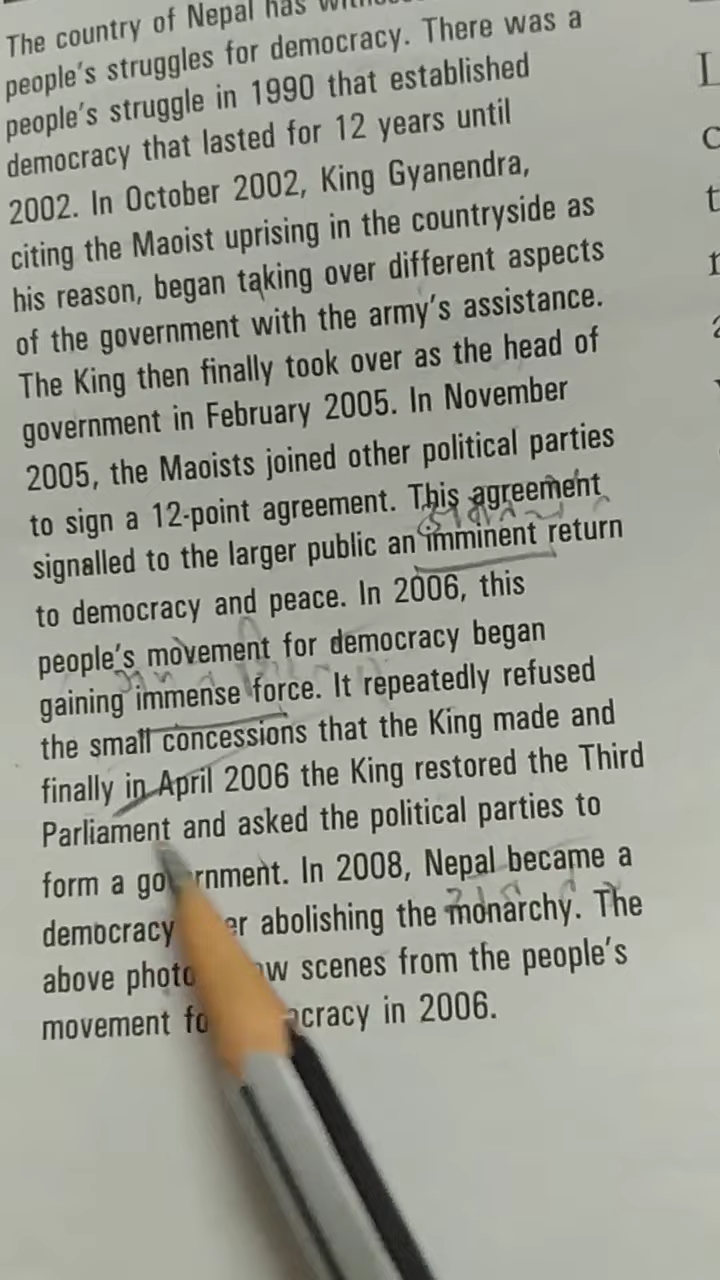 The country of Nepal has
people's struggles for democracy. There was a
people's struggle in 1990 that established
democracy that lasted for 12 years until
2002. In October 2002, King Gyanendra,
citing the Maoist uprising in the countryside as
his reason, began taking over different aspects
of the government with the army's assistance.
The King then finally took over as the head of
government in February 2005. In November
2005, the Maoists joined other political parties
to sign a 12-point agreement. This agreement
signalled to the larger public an imminent return
to democracy and peace. In 2006, this
people's movement for democracy began
gaining immense force. It repeatedly refused
the small concessions that the King made and
finally in April 2006 the King restored the Third
Parliament and asked the political parties to
form a government. In 2008, Nepal became a
democracy abolishing the monarchy. The
above scenes from the people's
movement in 2006.